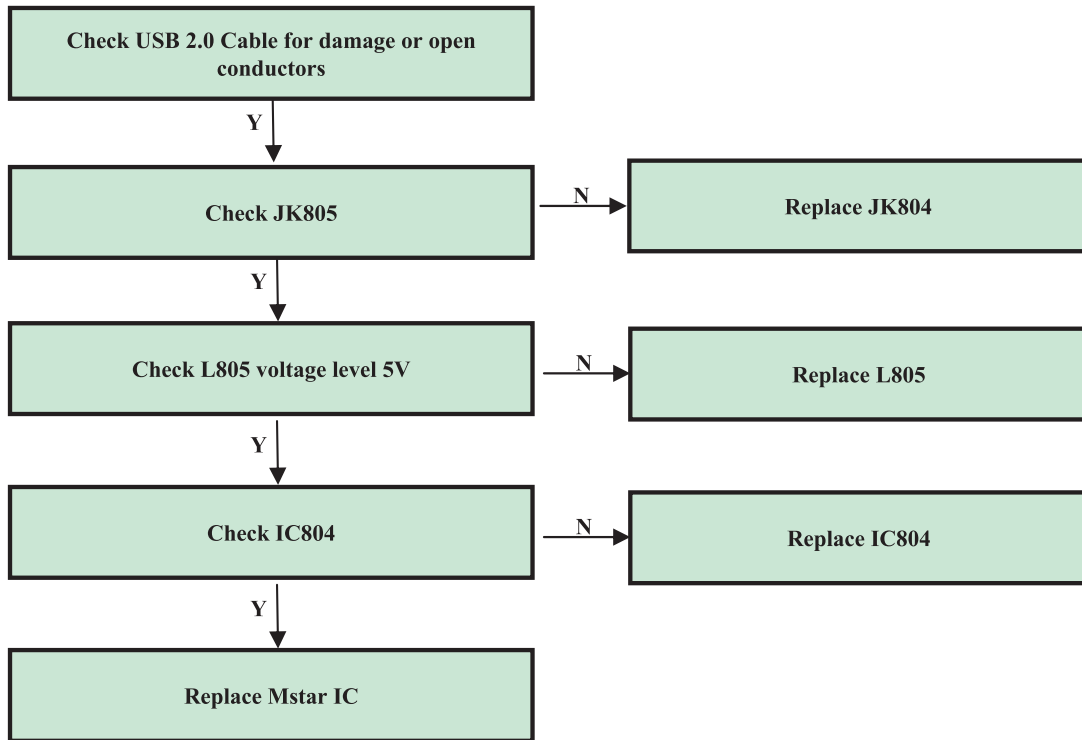 Check USB 2.0 Cable for damage or open
conductors
Y
Check JK805
N
Replace JK804
Y
Check L805 voltage level 5V
N
Replace L805
Y
Check IC804
N
Replace IC804
Y
Replace Mstar IC